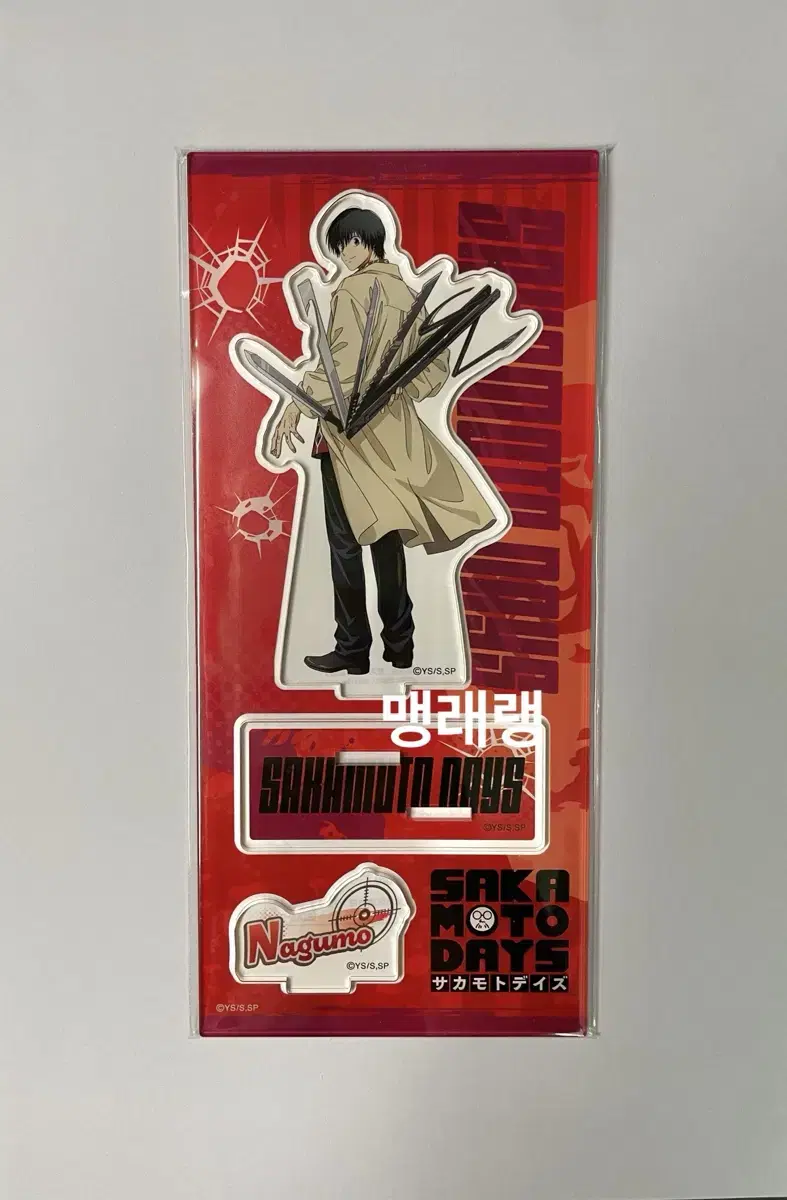 SAKAMOTO DAYS
©YS/S,SP
맹래랭
SAKAMOTO DAYS
©YS/S,SP
Nagumo
©YS/S,SP
SAKA
MOTO
DAYS
サカモトデイズ
©YS/S,SP